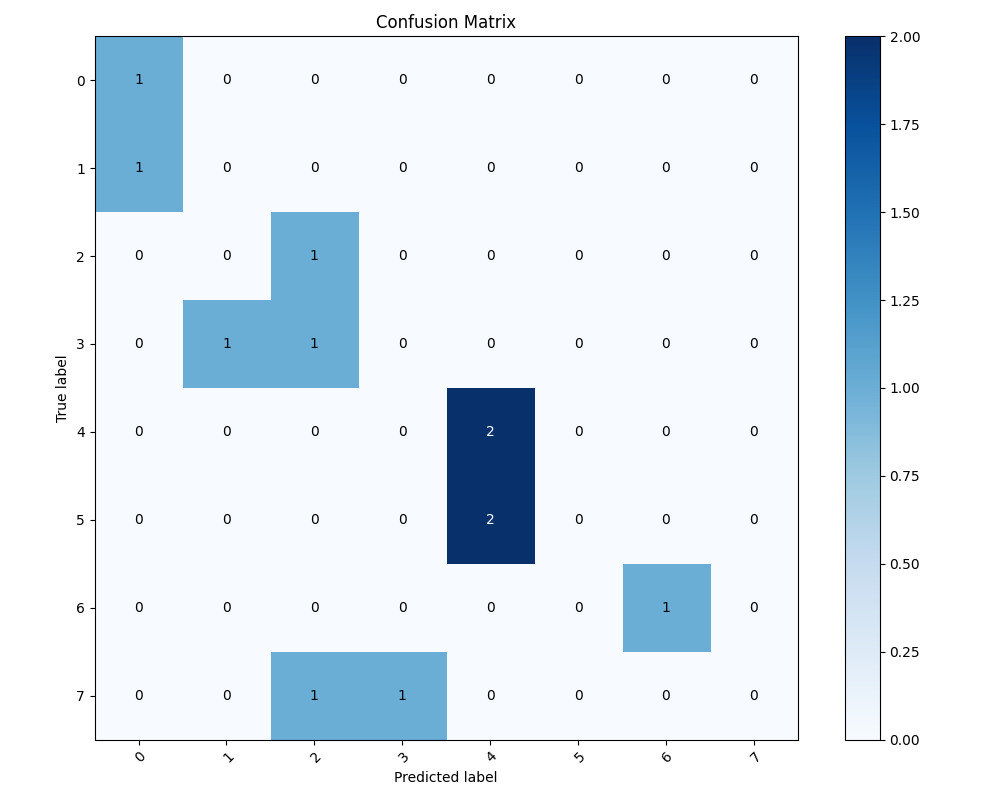 Confusion Matrix
True label
0 1 0 0 0 0 0 0 0
1 1 0 0 0 0 0 0 0
2 0 0 1 0 0 0 0 0
3 0 1 1 0 0 0 0 0
4 0 0 0 0 2 0 0 0
5 0 0 0 0 2 0 0 0
6 0 0 0 0 0 0 1 0
7 0 0 1 1 0 0 0 0
0 1 2 3 4 5 6 7
Predicted label
2.00
1.75
1.50
1.25
1.00
0.75
0.50
0.25
0.00